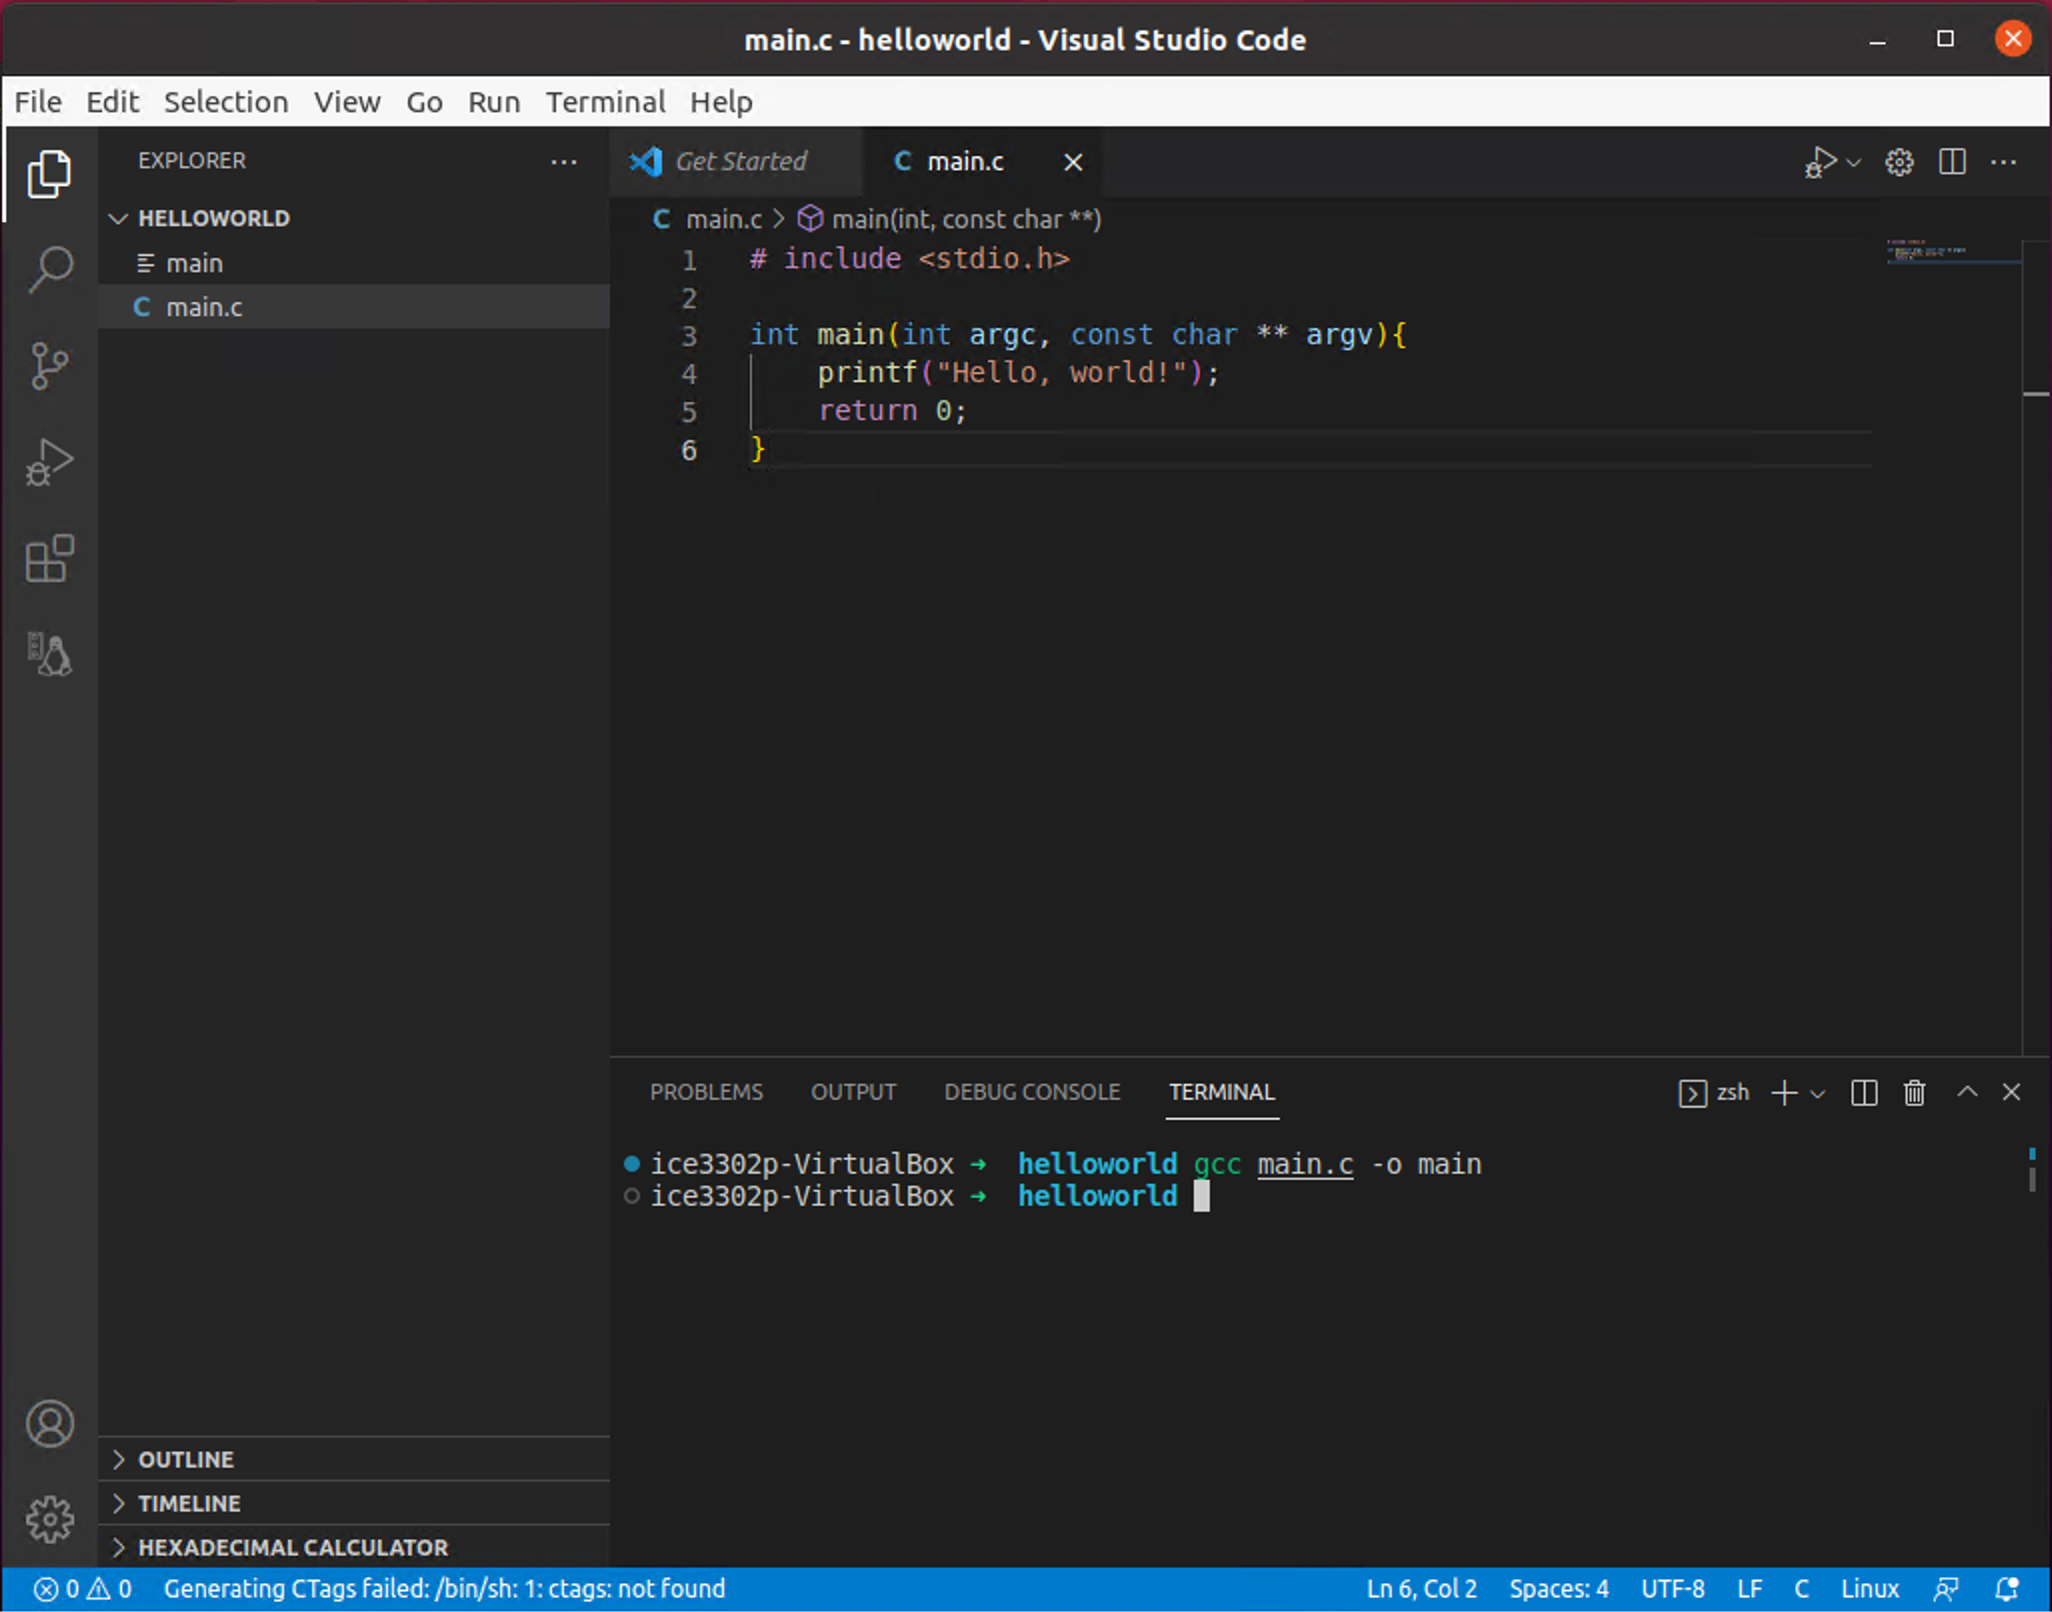 main.c - helloworld - Visual Studio Code
File Edit Selection View Go Run Terminal Help
EXPLORER
HELLOWORLD
main
C main.c
Get Started
C main.c
C main.c > main(int, const char **)
1 # include <stdio.h>
2
3 int main(int argc, const char ** argv){
4 printf("Hello, world!");
5 return 0;
6 }
PROBLEMS OUTPUT DEBUG CONSOLE TERMINAL
zsh
ice3302p-VirtualBox ➜ helloworld gcc main.c -o main
ice3302p-VirtualBox ➜ helloworld
OUTLINE
TIMELINE
HEXADECIMAL CALCULATOR
0 0 Generating CTags failed: /bin/sh: 1: ctags: not found
Ln 6, Col 2 Spaces: 4 UTF-8 LF C Linux